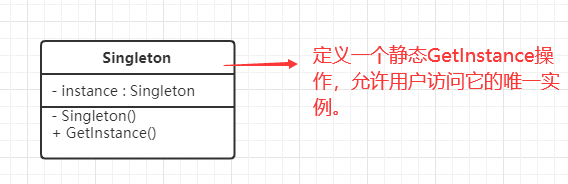 Singleton
- instance : Singleton
- Singleton()
+ GetInstance()
定义一个静态GetInstance操
作，允许用户访问它的唯一实
例。